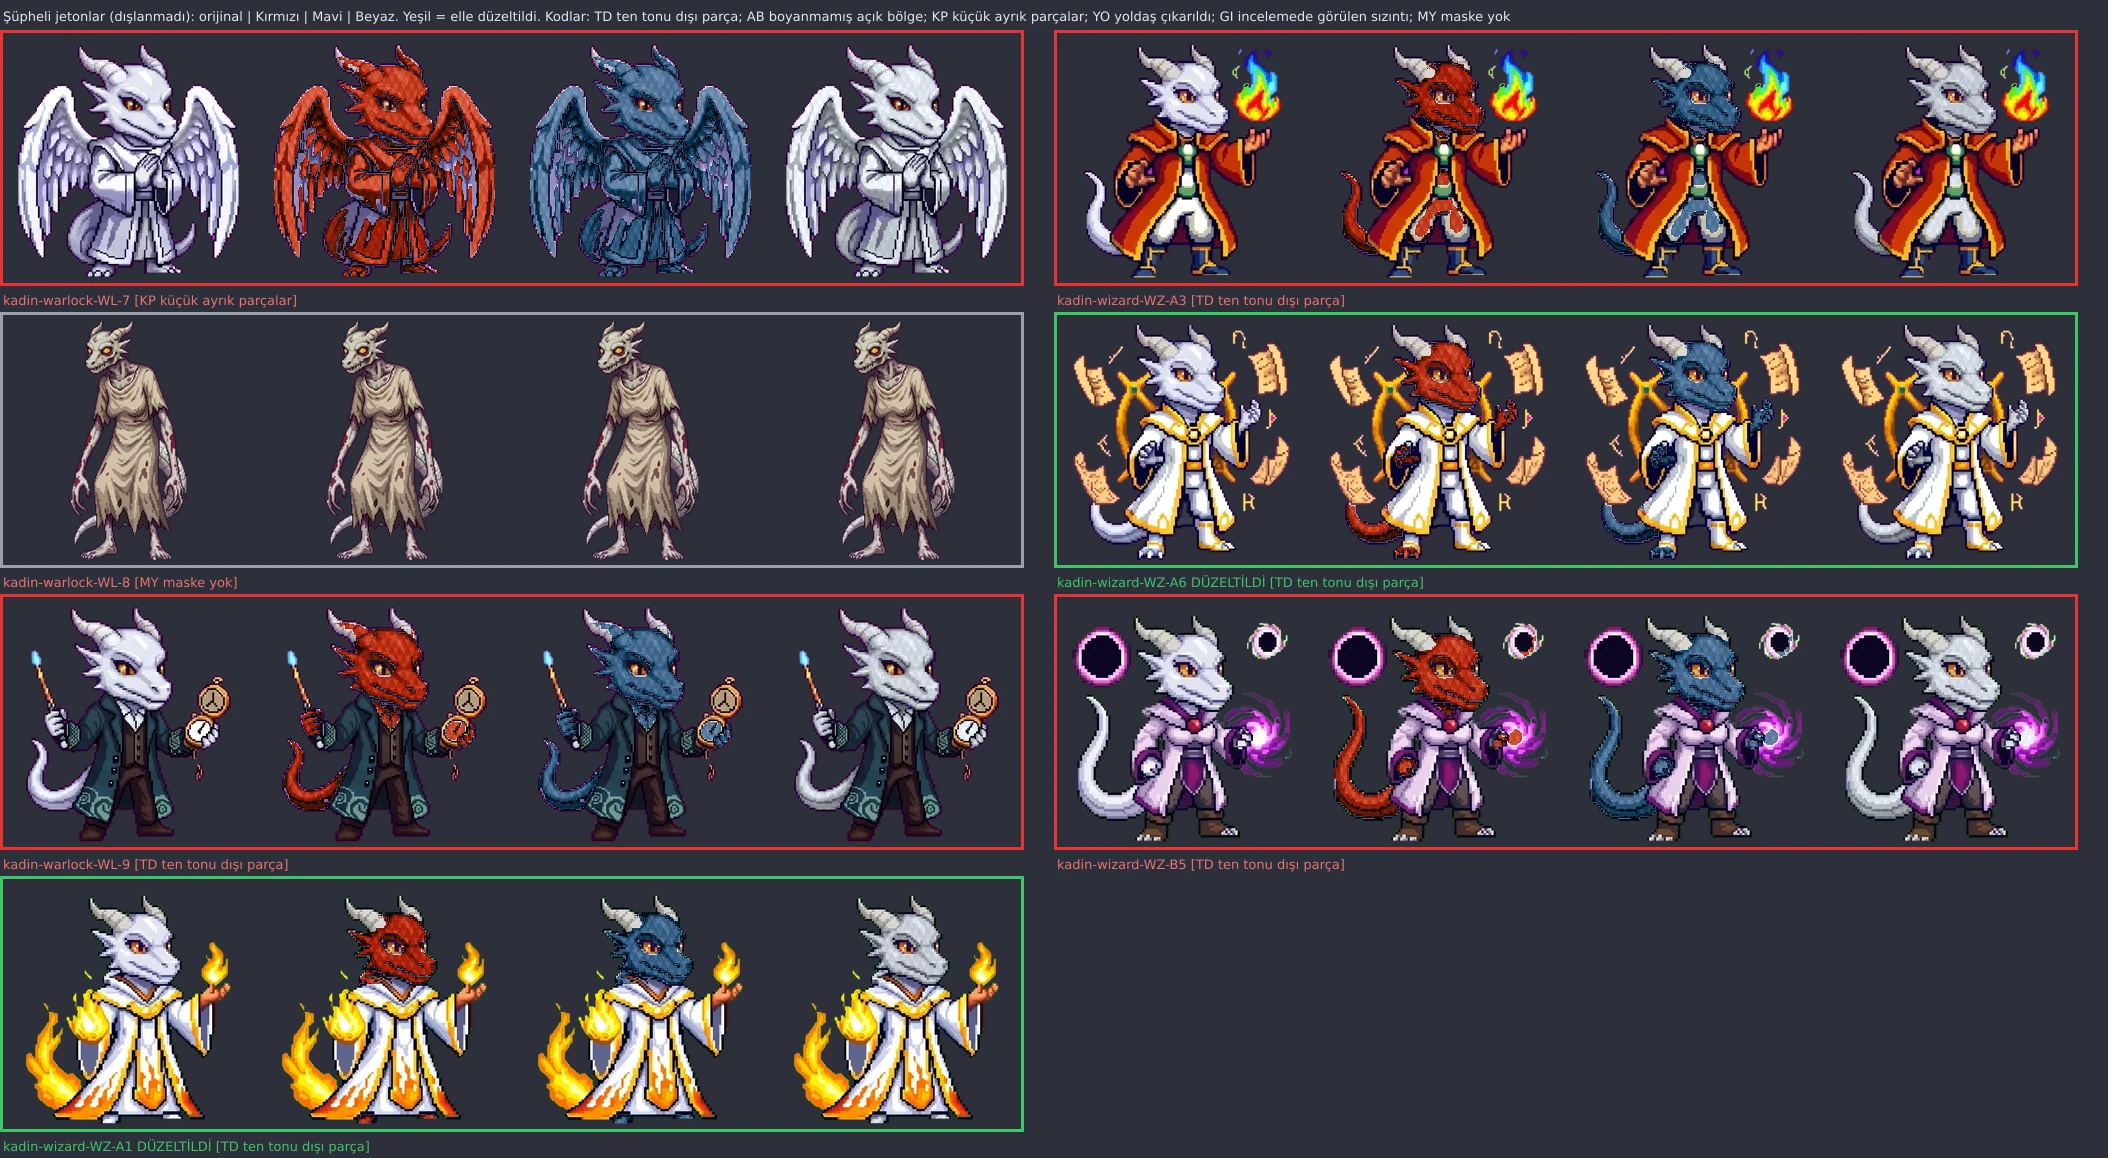 Şüpheli jetonlar (dışlanmadı): orijinal | Kırmızı | Mavi | Beyaz. Yeşil = elle düzeltildi. Kodlar: TD ten tonu dışı parça; AB boyanmamış açık bölge; KP küçük ayrık parçalar; YO yoldaş çıkarıldı; GI incelemede görülen sızıntı; MY maske yok
kadin-warlock-WL-7 [KP küçük ayrık parçalar]
kadin-wizard-WZ-A3 [TD ten tonu dışı parça]
kadin-warlock-WL-8 [MY maske yok]
kadin-wizard-WZ-A6 DÜZELTİLDİ [TD ten tonu dışı parça]
kadin-warlock-WL-9 [TD ten tonu dışı parça]
kadin-wizard-WZ-B5 [TD ten tonu dışı parça]
kadin-wizard-WZ-A1 DÜZELTİLDİ [TD ten tonu dışı parça]